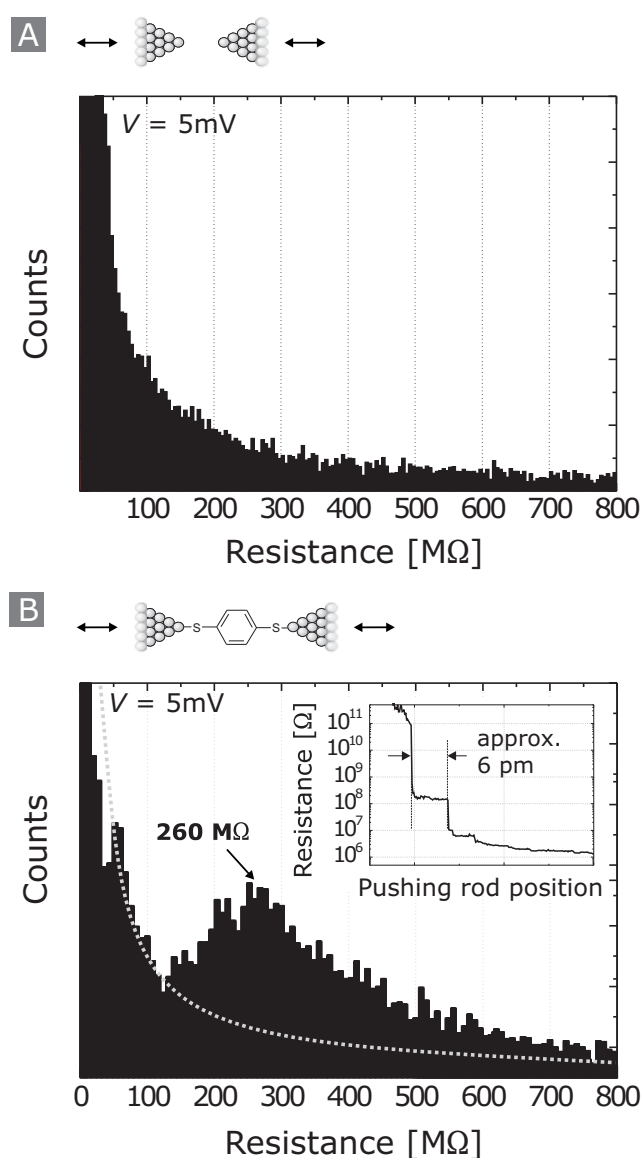 A
V = 5mV
Counts
100 200 300 400 500 600 700 800
Resistance [MΩ]
B
S S
V = 5mV
260 MΩ
Counts
Resistance [Ω]
10¹¹
10¹⁰
10⁹
10⁸
10⁷
10⁶
approx.
6 pm
Pushing rod position
0 100 200 300 400 500 600 700 800
Resistance [MΩ]